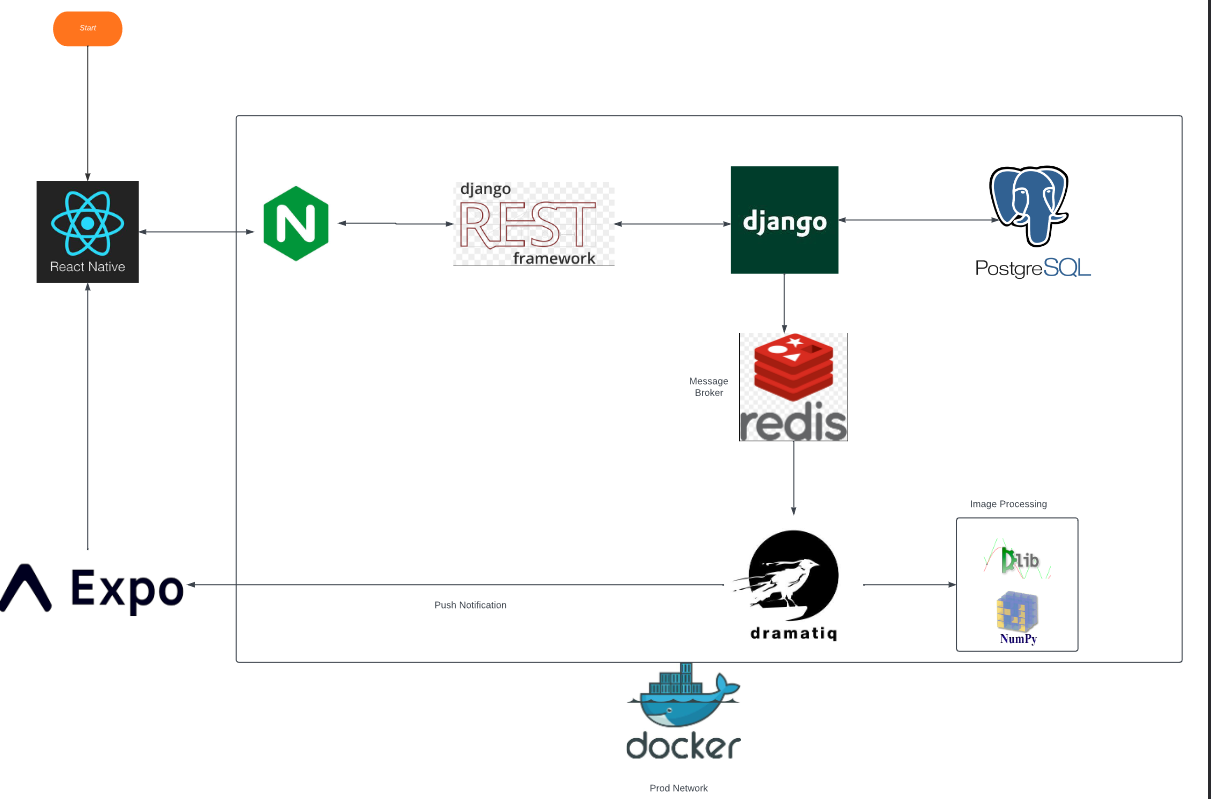 Start
React Native
N
django
REST
framework
django
PostgreSQL
Message
Broker
redis
Image Processing
Dlib
NumPy
dramatiq
Expo
Push Notification
docker
Prod Network